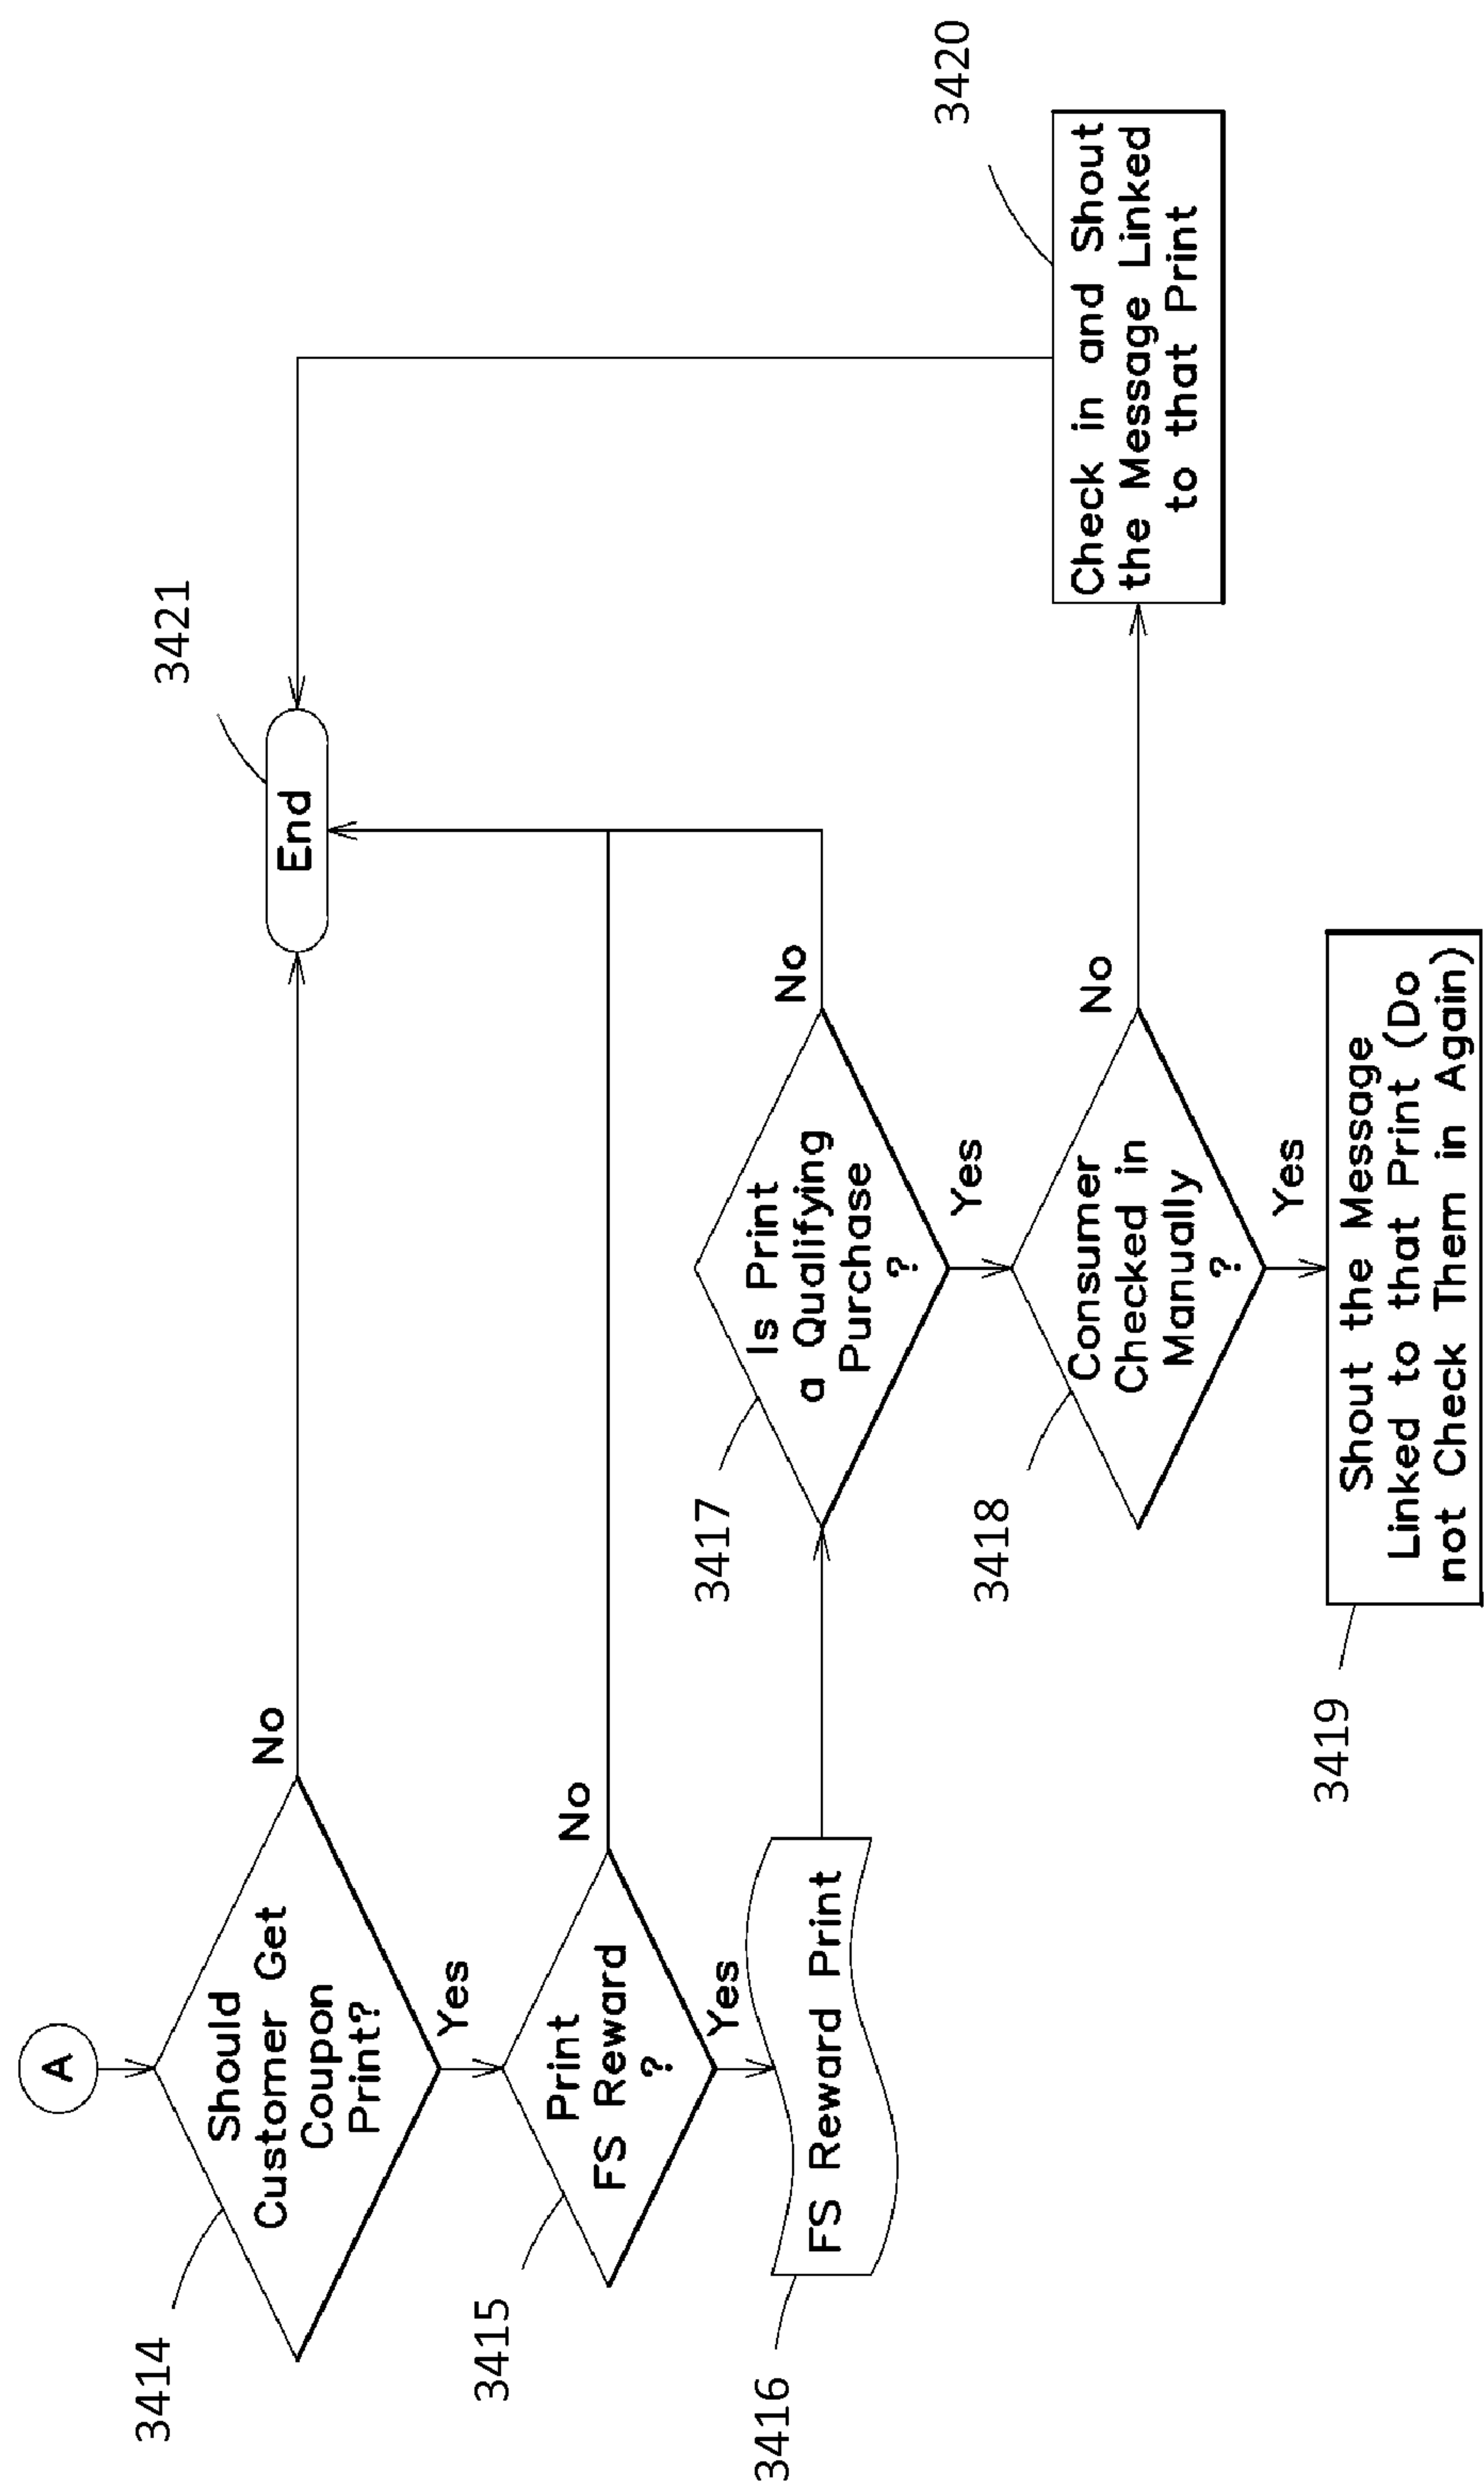 A
3414
Should
Customer Get
Coupon
Print?
No
Yes
3415
Print
FS Reward
?
No
Yes
3416
FS Reward Print
3417
Is Print
a Qualifying
Purchase
?
No
Yes
3418
Consumer
Checked in
Manually
?
No
Yes
3419
Shout the Message
Linked to that Print (Do
not Check Them in Again)
3420
Check in and Shout
the Message Linked
to that Print
3421
End